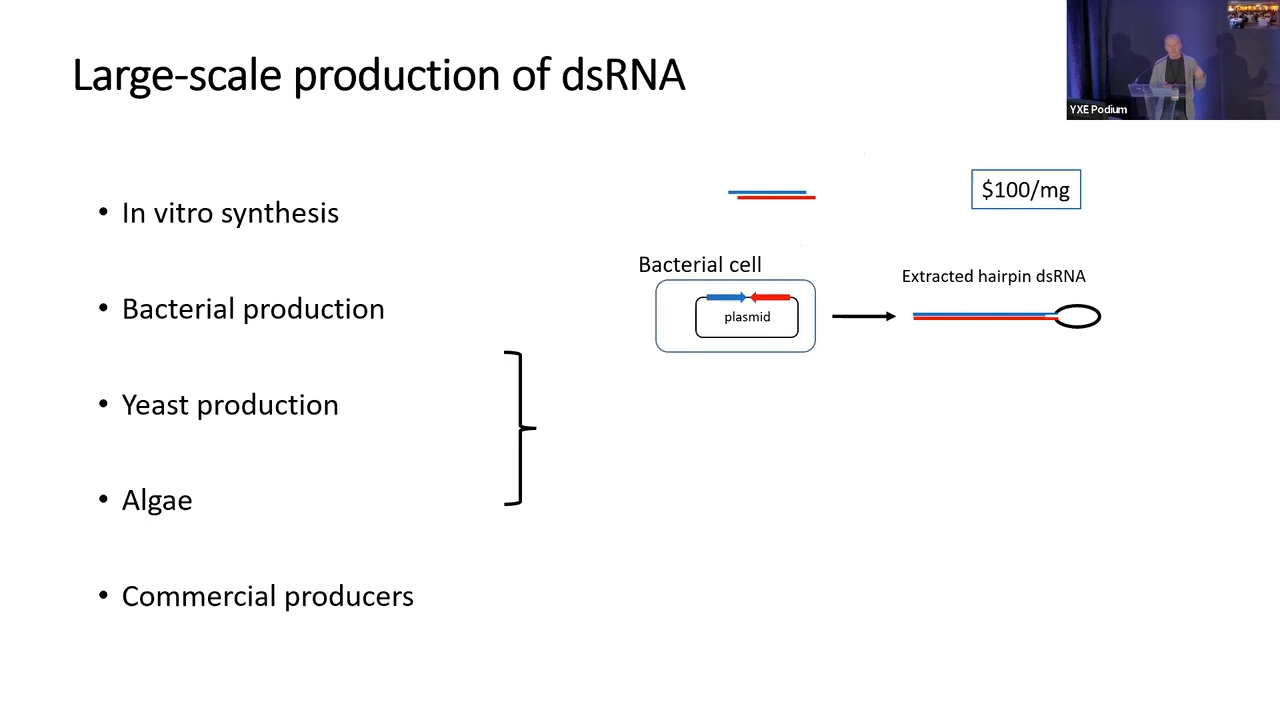 Large-scale production of dsRNA
YXE Podium
• In vitro synthesis
$100/mg
• Bacterial production
Bacterial cell
plasmid
Extracted hairpin dsRNA
• Yeast production
• Algae
• Commercial producers